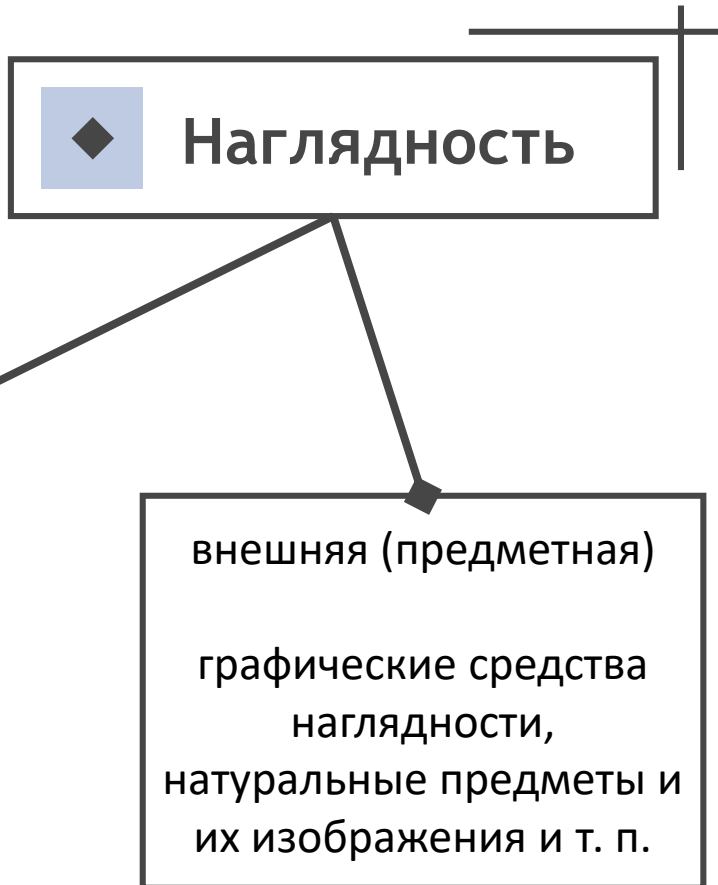 Наглядность
внешняя (предметная)
графические средства
наглядности,
натуральные предметы и
их изображения и т. п.